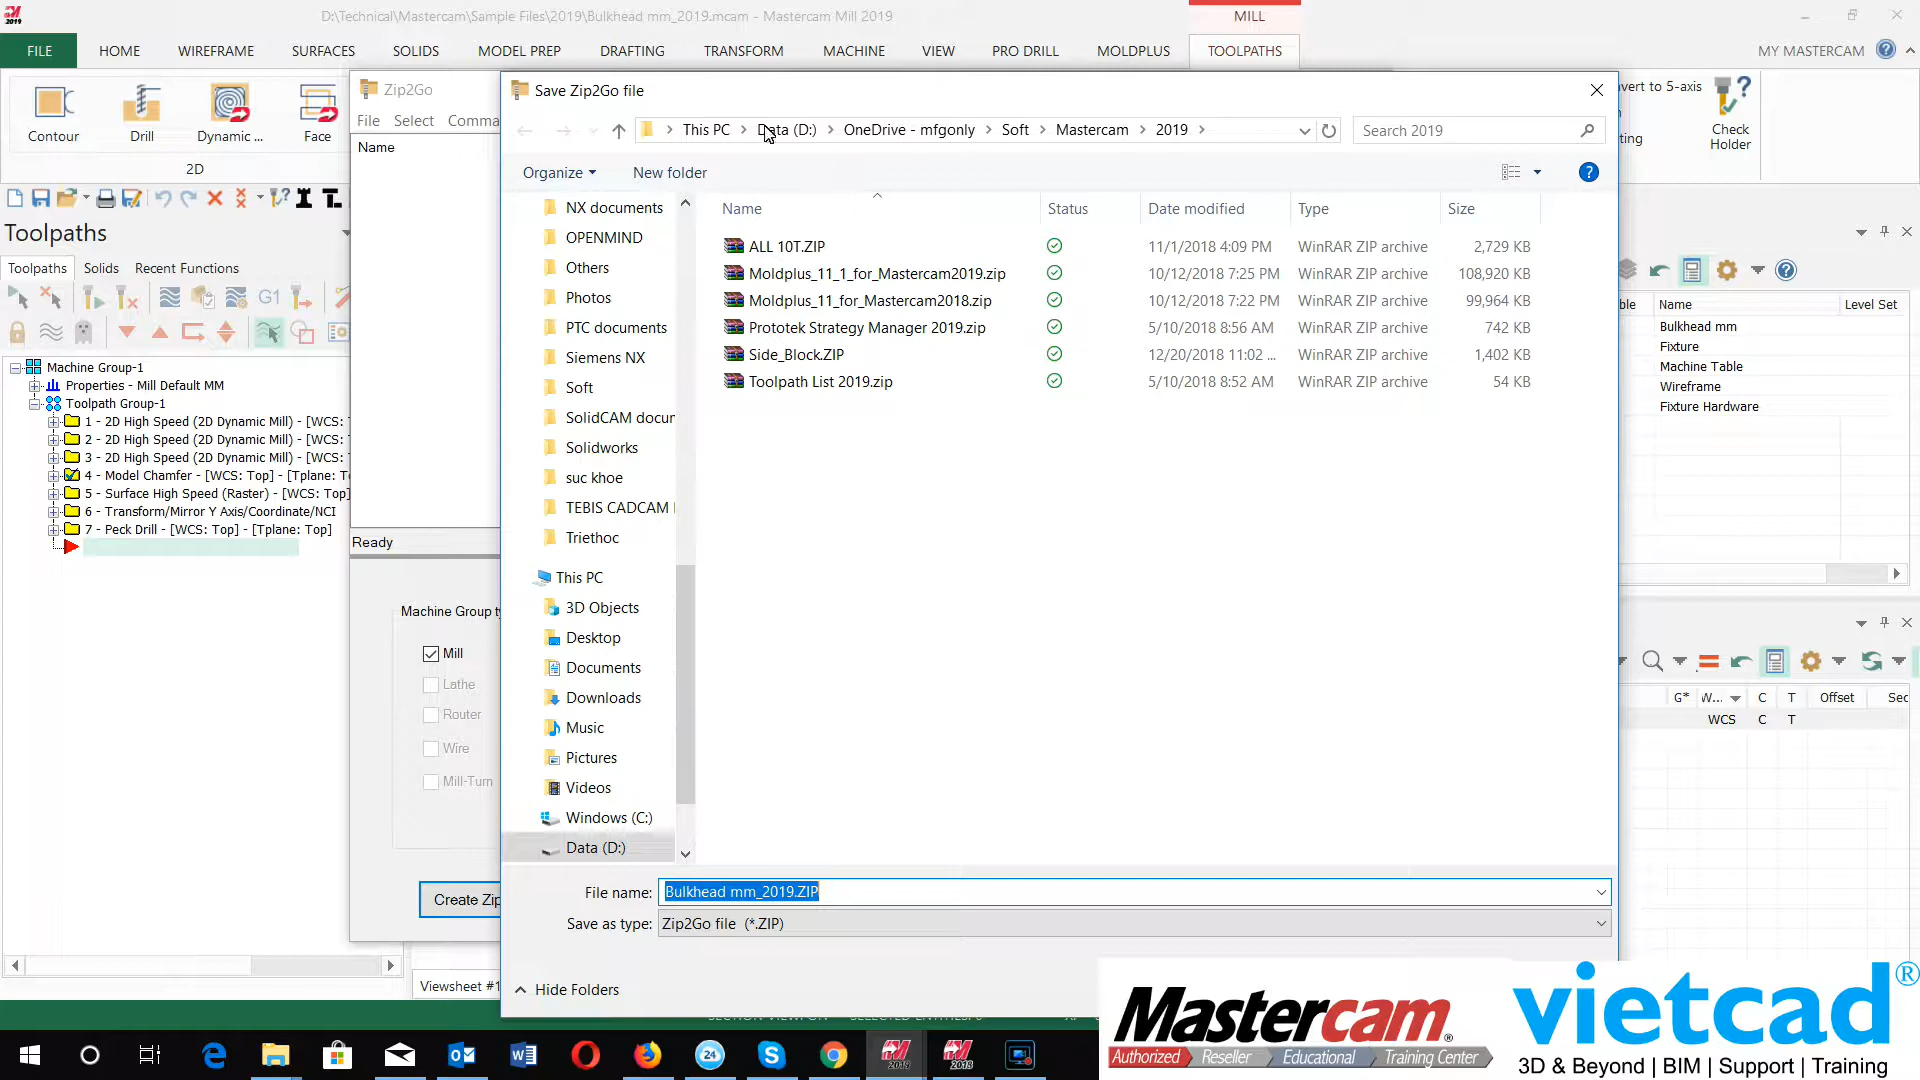 D:\Technical\Mastercam\Sample Files\2019\Bulkhead mm_2019.mcam - Mastercam Mill 2019
MILL
FILE HOME WIREFRAME SURFACES SOLIDS MODEL PREP DRAFTING TRANSFORM MACHINE VIEW PRO DRILL MOLDPLUS TOOLPATHS MY MASTERCAM
Contour Drill Dynamic ... Face
2D
Zip2Go
File Select Comma
Name
Save Zip2Go file
This PC Data (D:) OneDrive - mfgonly Soft Mastercam 2019
Search 2019
vert to 5-axis
Check
Holder
ting
Organize New folder
Name Status Date modified Type Size
ALL 10T.ZIP 11/1/2018 4:09 PM WinRAR ZIP archive 2,729 KB
Moldplus_11_1_for_Mastercam2019.zip 10/12/2018 7:25 PM WinRAR ZIP archive 108,920 KB
Moldplus_11_for_Mastercam2018.zip 10/12/2018 7:22 PM WinRAR ZIP archive 99,964 KB
Prototek Strategy Manager 2019.zip 5/10/2018 8:56 AM WinRAR ZIP archive 742 KB
Side_Block.ZIP 12/20/2018 11:02 ... WinRAR ZIP archive 1,402 KB
Toolpath List 2019.zip 5/10/2018 8:52 AM WinRAR ZIP archive 54 KB
NX documents
OPENMIND
Others
Photos
PTC documents
Siemens NX
Soft
SolidCAM docun
Solidworks
suc khoe
TEBIS CADCAM
Triethoc
This PC
3D Objects
Desktop
Documents
Downloads
Music
Pictures
Videos
Windows (C:)
Data (D:)
Toolpaths
Toolpaths Solids Recent Functions
G1
Machine Group-1
Properties - Mill Default MM
Toolpath Group-1
1 - 2D High Speed (2D Dynamic Mill) - [WCS:
2 - 2D High Speed (2D Dynamic Mill) - [WCS:
3 - 2D High Speed (2D Dynamic Mill) - [WCS:
4 - Model Chamfer - [WCS: Top] - [Tplane: T
5 - Surface High Speed (Raster) - [WCS: Top]
6 - Transform/Mirror Y Axis/Coordinate/NCI
7 - Peck Drill - [WCS: Top] - [Tplane: Top]
Ready
Machine Group ty
Mill
Lathe
Router
Wire
Mill-Turn
Create Zip
Viewsheet #1
ble Name Level Set
Bulkhead mm
Fixture
Machine Table
Wireframe
Fixture Hardware
G* W... C T Offset Sec
WCS C T
File name: Bulkhead mm_2019.ZIP
Save as type: Zip2Go file (*.ZIP)
Hide Folders
Mastercam®
Authorized Reseller Educational Training Center
vietcad®
3D & Beyond | BIM | Support | Training
24
2019
2018